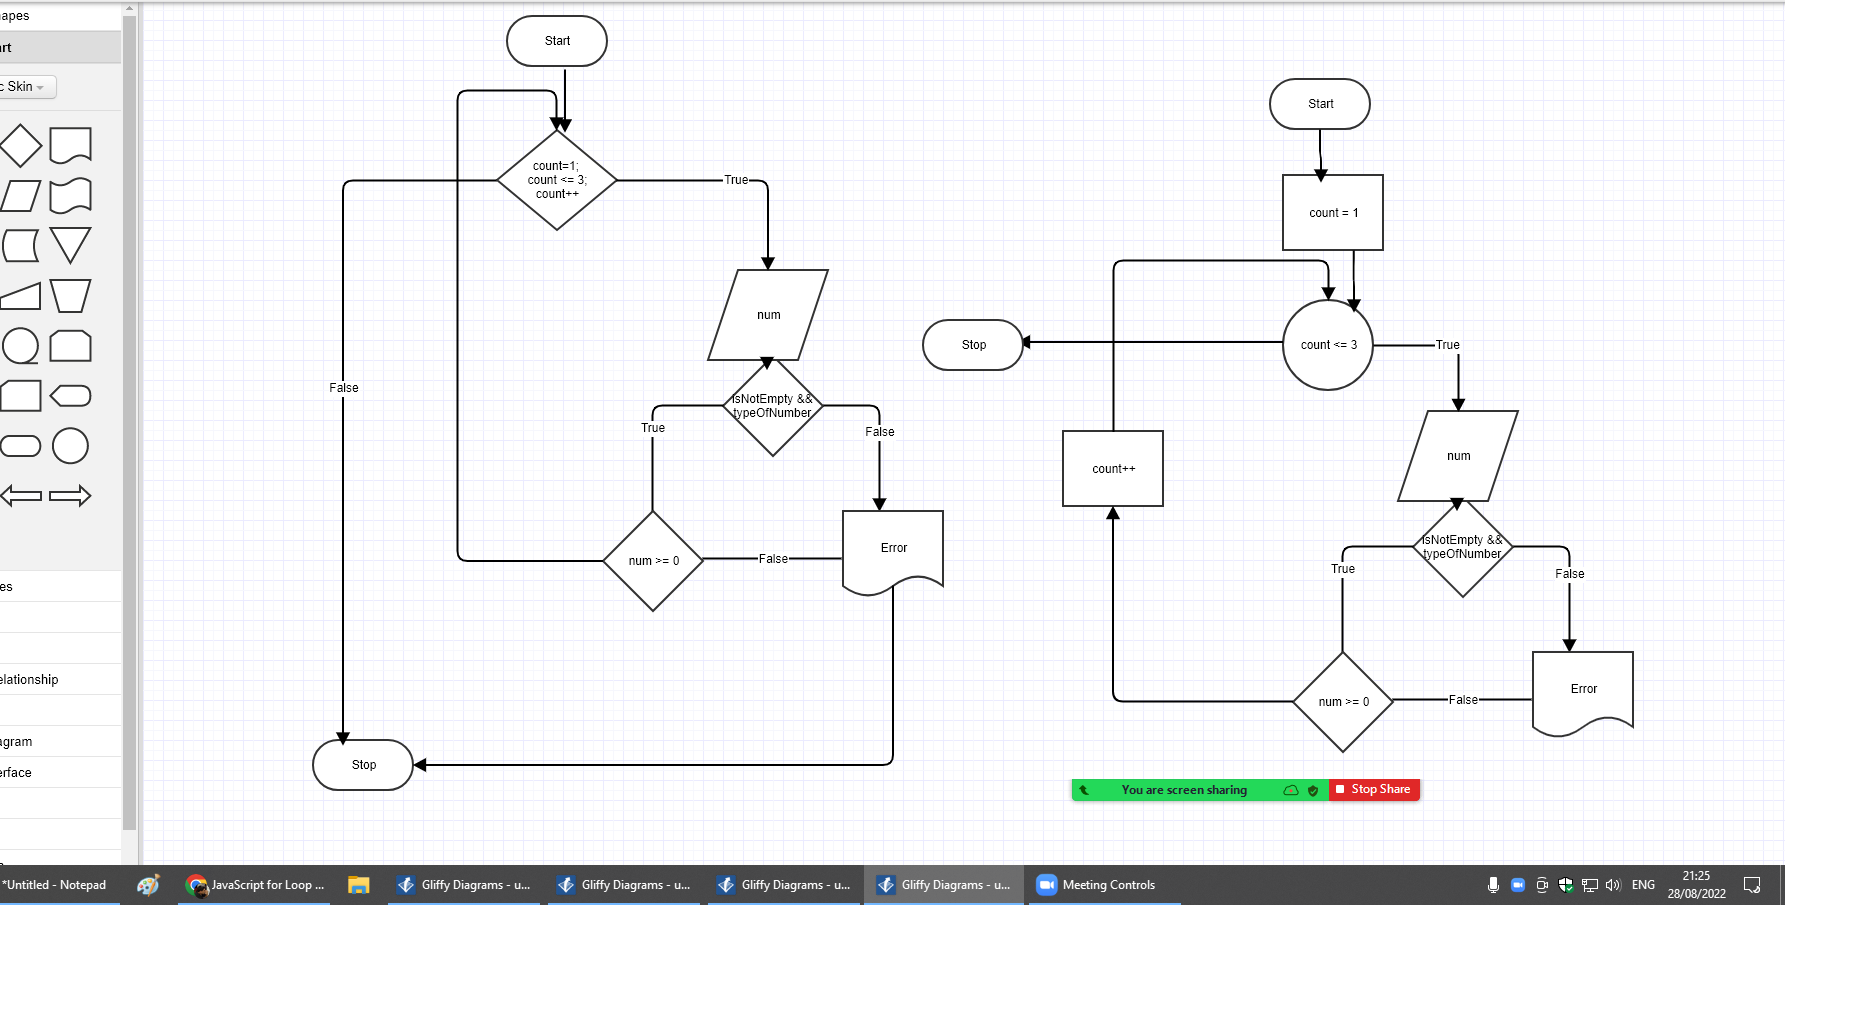 apes
art
c Skin
es
elationship
agram
erface
Start
count=1;
count <= 3;
count++
True
False
num
isNotEmpty &&
typeOfNumber
True
False
num >= 0
False
Error
Stop
Start
count = 1
count <= 3
True
Stop
count++
num
isNotEmpty &&
typeOfNumber
True
False
num >= 0
False
Error
You are screen sharing
Stop Share
*Untitled - Notepad
JavaScript for Loop ...
Gliffy Diagrams - u...
Gliffy Diagrams - u...
Gliffy Diagrams - u...
Gliffy Diagrams - u...
Meeting Controls
ENG
21:25
28/08/2022